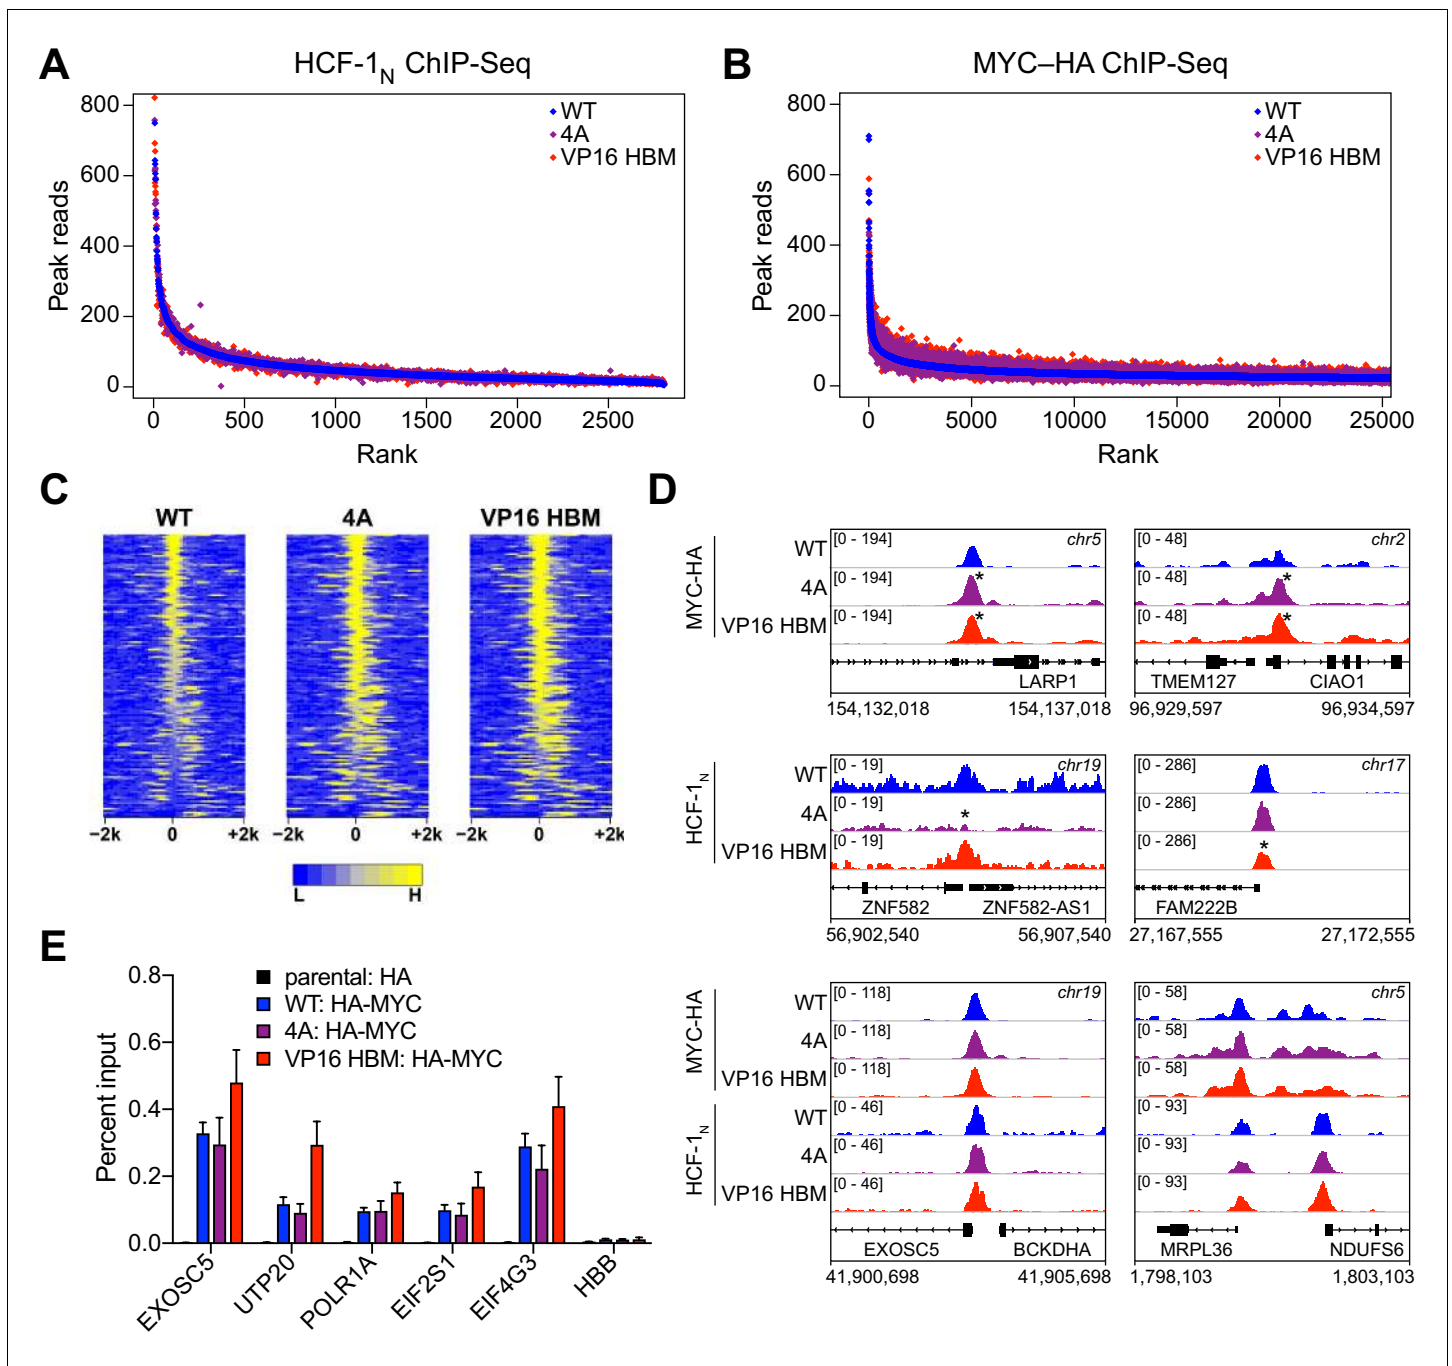 A
HCF-1N ChIP-Seq
Peak reads
800
600
400
200
0
WT
4A
VP16 HBM
0 500 1000 1500 2000 2500
Rank
B
MYC–HA ChIP-Seq
Peak reads
800
600
400
200
0
WT
4A
VP16 HBM
0 5000 10000 15000 20000 25000
Rank
C
WT 4A VP16 HBM
−2k 0 +2k −2k 0 +2k −2k 0 +2k
L H
D
MYC-HA
WT [0 - 194] chr5 [0 - 48] chr2
4A [0 - 194] * [0 - 48] *
VP16 HBM [0 - 194] * [0 - 48] *
LARP1 TMEM127 CIAO1
154,132,018 154,137,018 96,929,597 96,934,597
HCF-1N
WT [0 - 19] chr19 [0 - 286] chr17
4A [0 - 19] * [0 - 286]
VP16 HBM [0 - 19] [0 - 286] *
ZNF582 ZNF582-AS1 FAM222B
56,902,540 56,907,540 27,167,555 27,172,555
MYC-HA
WT [0 - 118] chr19 [0 - 58] chr5
4A [0 - 118] [0 - 58]
VP16 HBM [0 - 118] [0 - 58]
HCF-1N
WT [0 - 46] [0 - 93]
4A [0 - 46] [0 - 93]
VP16 HBM [0 - 46] [0 - 93]
EXOSC5 BCKDHA MRPL36 NDUFS6
41,900,698 41,905,698 1,798,103 1,803,103
E
Percent input
0.8
0.6
0.4
0.2
0.0
parental: HA
WT: HA-MYC
4A: HA-MYC
VP16 HBM: HA-MYC
EXOSC5 UTP20 POLR1A EIF2S1 EIF4G3 HBB